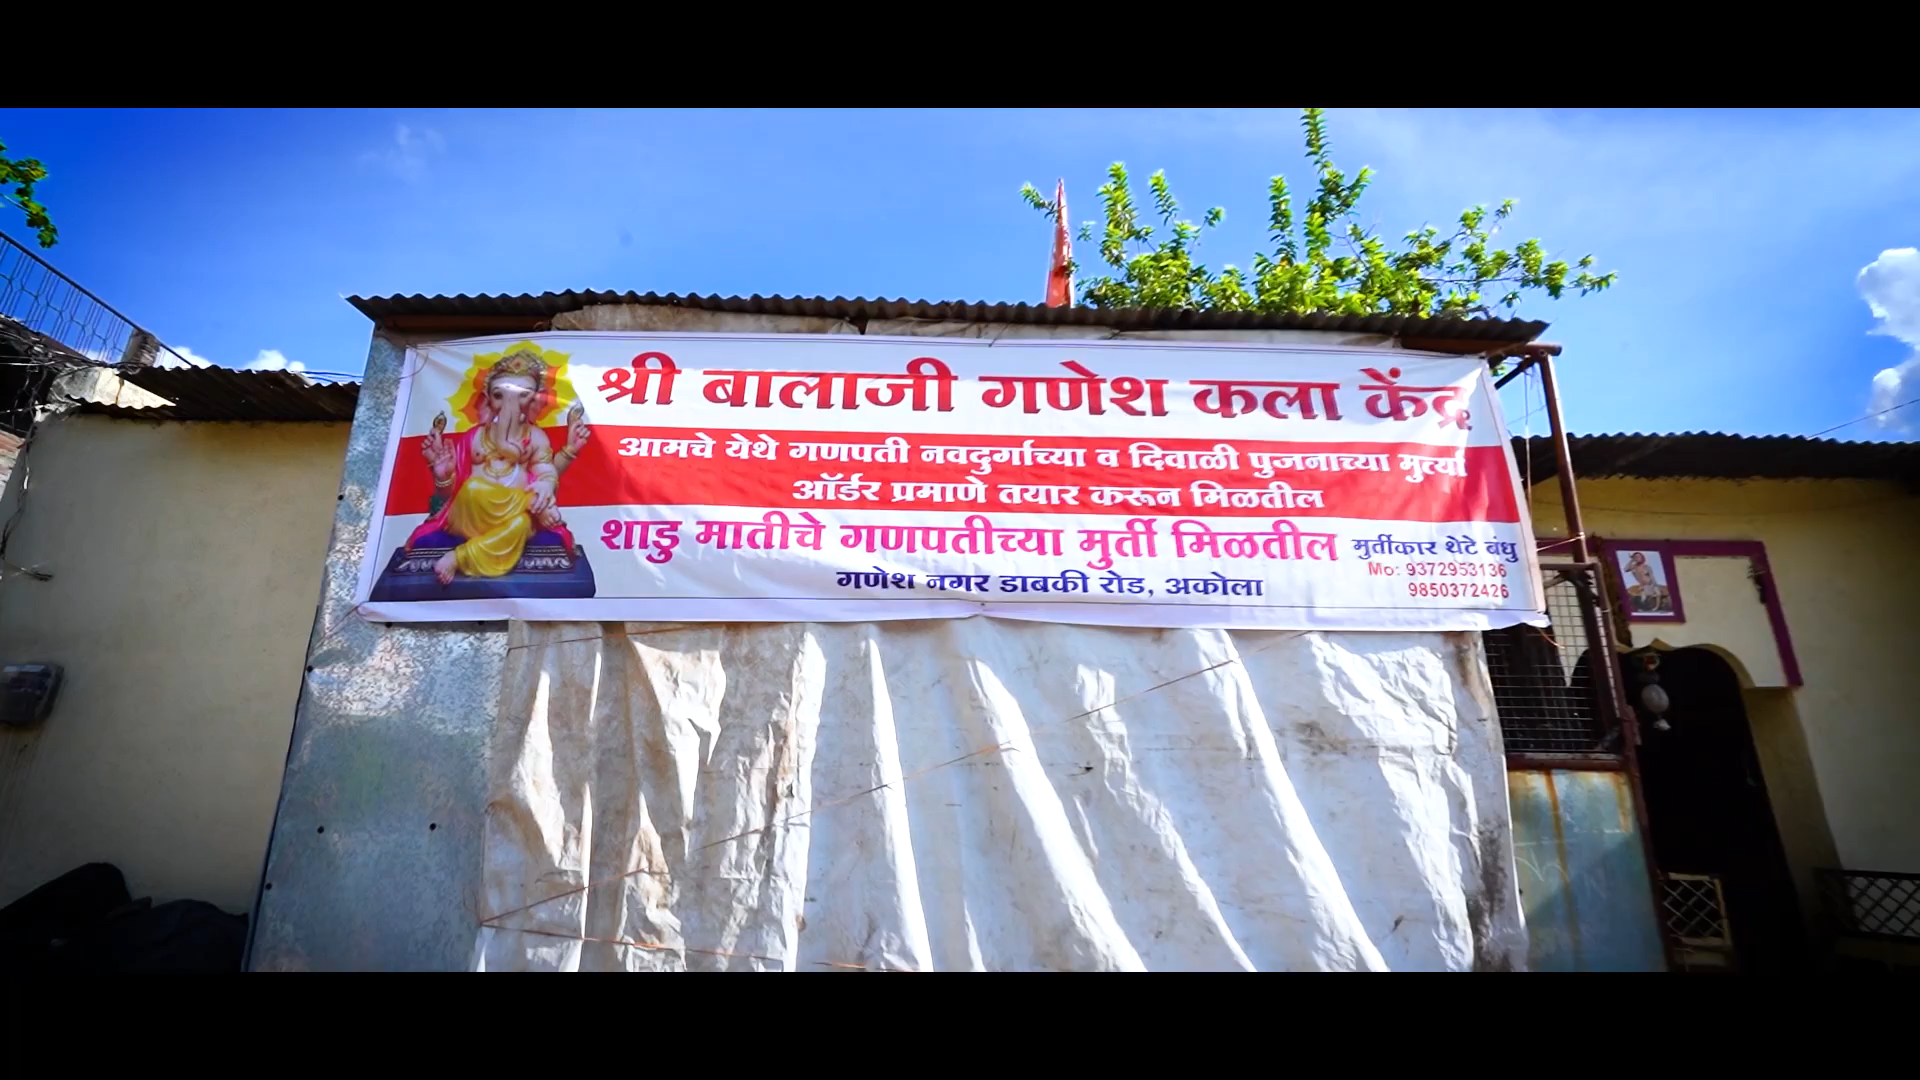 श्री बालाजी गणेश कला केंद्र
आमचे येथे गणपती नवदुर्गाच्या व दिवाळी पुजनाच्या मुर्त्या
ऑर्डर प्रमाणे तयार करून मिळतील
शाडु मातीचे गणपतीच्या मुर्ती मिळतील
मुर्तीकार थेटे बंधु
Mo: 9372953136
9850372426
गणेश नगर डाबकी रोड, अकोला